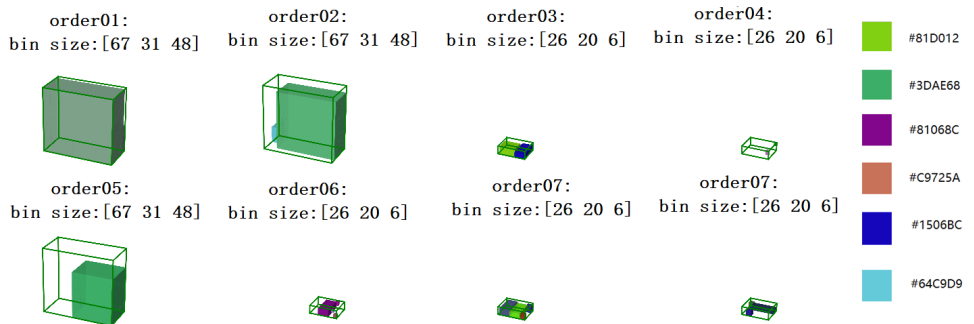 order01:
bin size:[67 31 48]
order02:
bin size:[67 31 48]
order03:
bin size:[26 20 6]
order04:
bin size:[26 20 6]
order05:
bin size:[67 31 48]
order06:
bin size:[26 20 6]
order07:
bin size:[26 20 6]
order07:
bin size:[26 20 6]
#81D012
#3DAE68
#81068C
#C9725A
#1506BC
#64C9D9